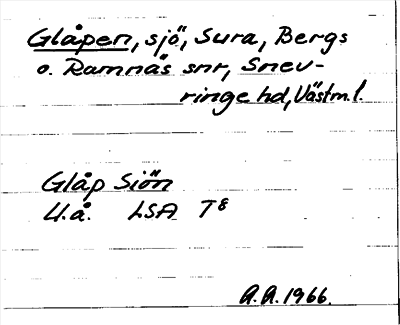 Glåpen, sjö, Sura, Bergs
o. Ramnäs snr, Snev-
ringe hd, Västm.l.
Glåp Siön
U.å. LSA T8
A.A. 1966.